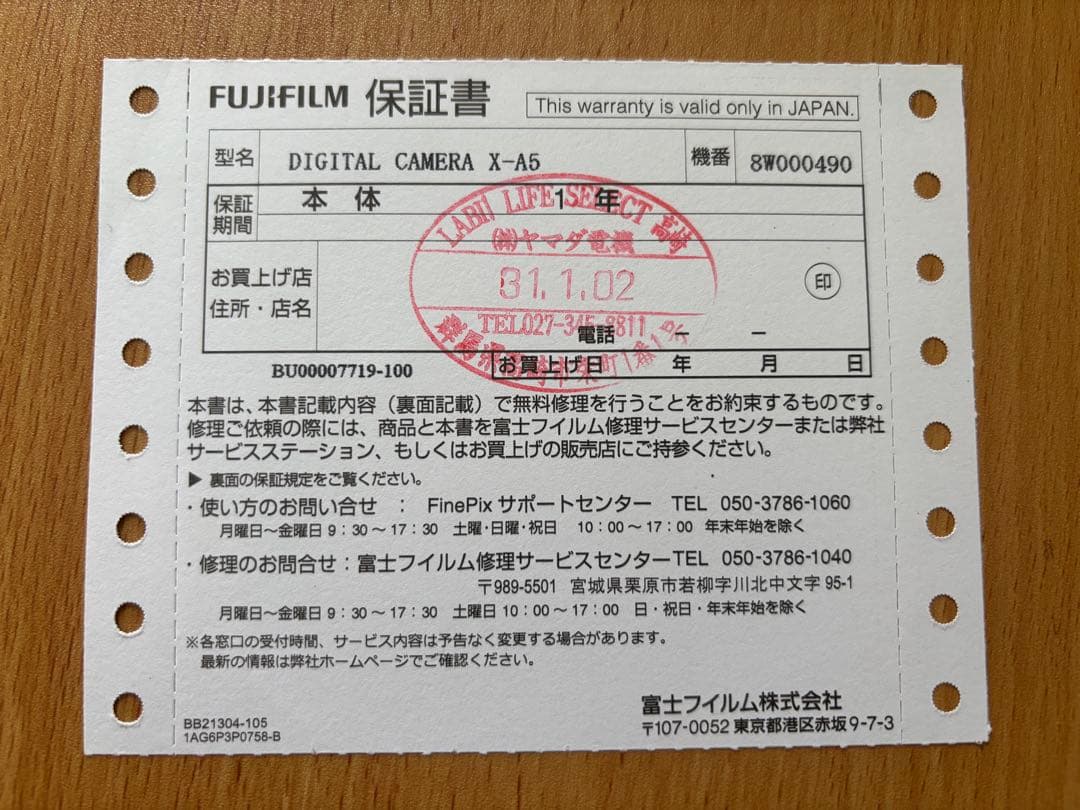 FUJIFILM 保証書 This warranty is valid only in JAPAN.
型名 DIGITAL CAMERA X-A5 機番 8W000490
保証期間 本体 1年
LABI1 LIFE SELECT 高崎
㈱ヤマダ電機
お買上げ店
住所・店名
31.1.02
印
TEL027-345-8811
電話 — —
群馬県高崎市栄町1番1号
BU00007719-100 お買上げ日 年 月 日
本書は、本書記載内容（裏面記載）で無料修理を行うことをお約束するものです。
修理ご依頼の際には、商品と本書を富士フイルム修理サービスセンターまたは弊社
サービスステーション、もしくはお買上げの販売店にご持参ください。
▶ 裏面の保証規定をご覧ください。
・使い方のお問い合せ ： FinePix サポートセンター TEL 050-3786-1060
月曜日～金曜日 9：30 ～ 17：30 土曜・日曜・祝日 10：00 ～ 17：00 年末年始を除く
・修理のお問合せ：富士フイルム修理サービスセンター TEL 050-3786-1040
〒989-5501 宮城県栗原市若柳字川北中文字 95-1
月曜日～金曜日 9：30 ～ 17：30 土曜日 10：00 ～ 17：00 日・祝日・年末年始を除く
※各窓口の受付時間、サービス内容は予告なく変更する場合があります。
最新の情報は弊社ホームページでご確認ください。
富士フイルム株式会社
〒107-0052 東京都港区赤坂 9-7-3
BB21304-105
1AG6P3P0758-B